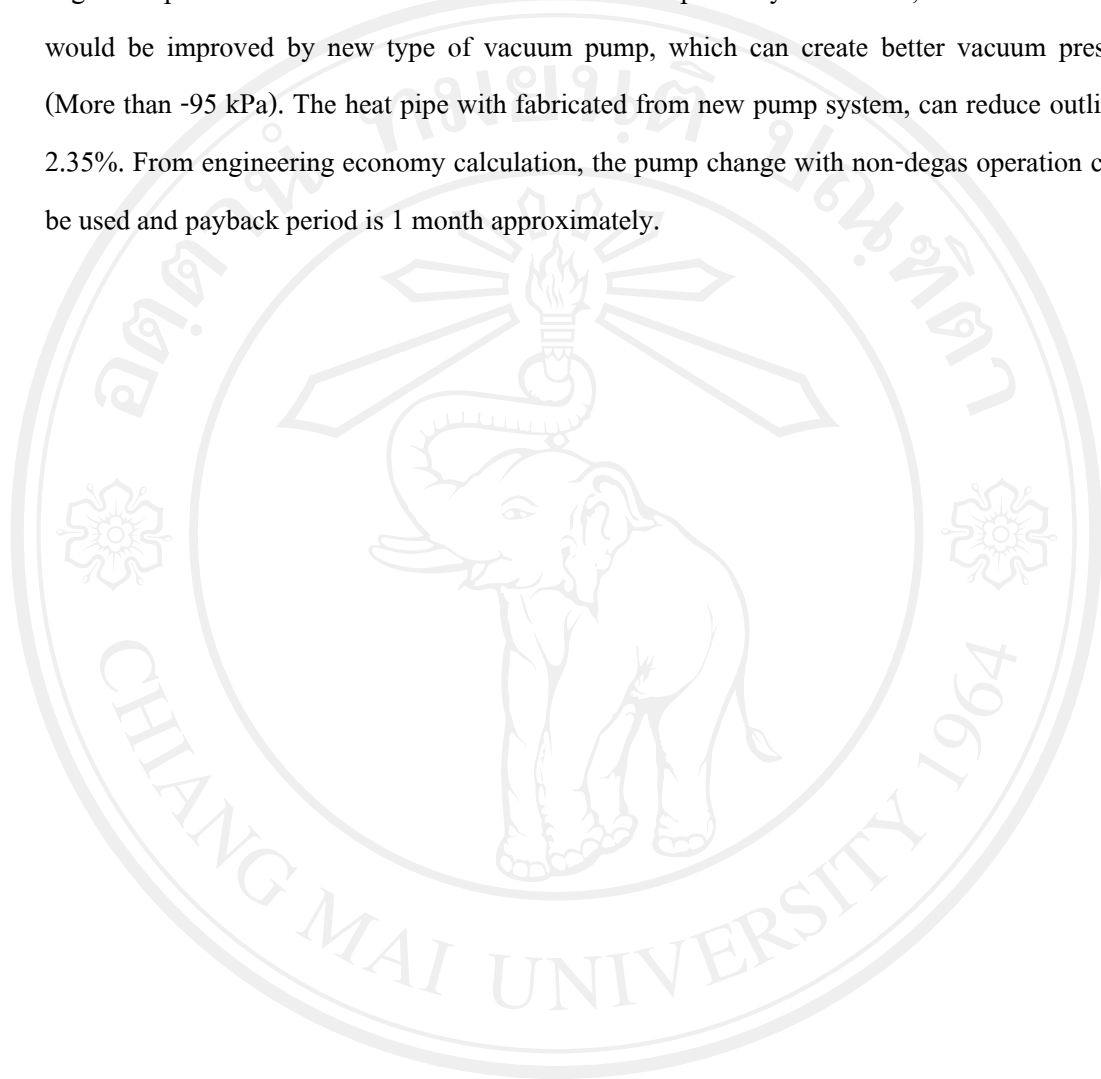 would be improved by new type of vacuum pump, which can create better vacuum pres
(More than -95 kPa). The heat pipe with fabricated from new pump system, can reduce outli
2.35%. From engineering economy calculation, the pump change with non-degas operation c
be used and payback period is 1 month approximately.
CHIANG MAI UNIVERSITY 1964